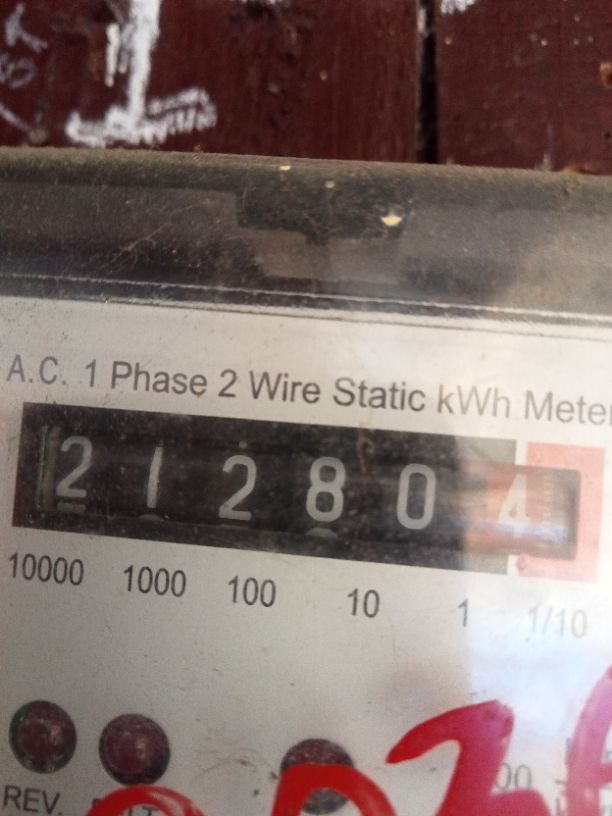 A.C. 1 Phase 2 Wire Static kWh Meter
2 1 2 8 0 4
10000 1000 100 10 1 1/10
REV.